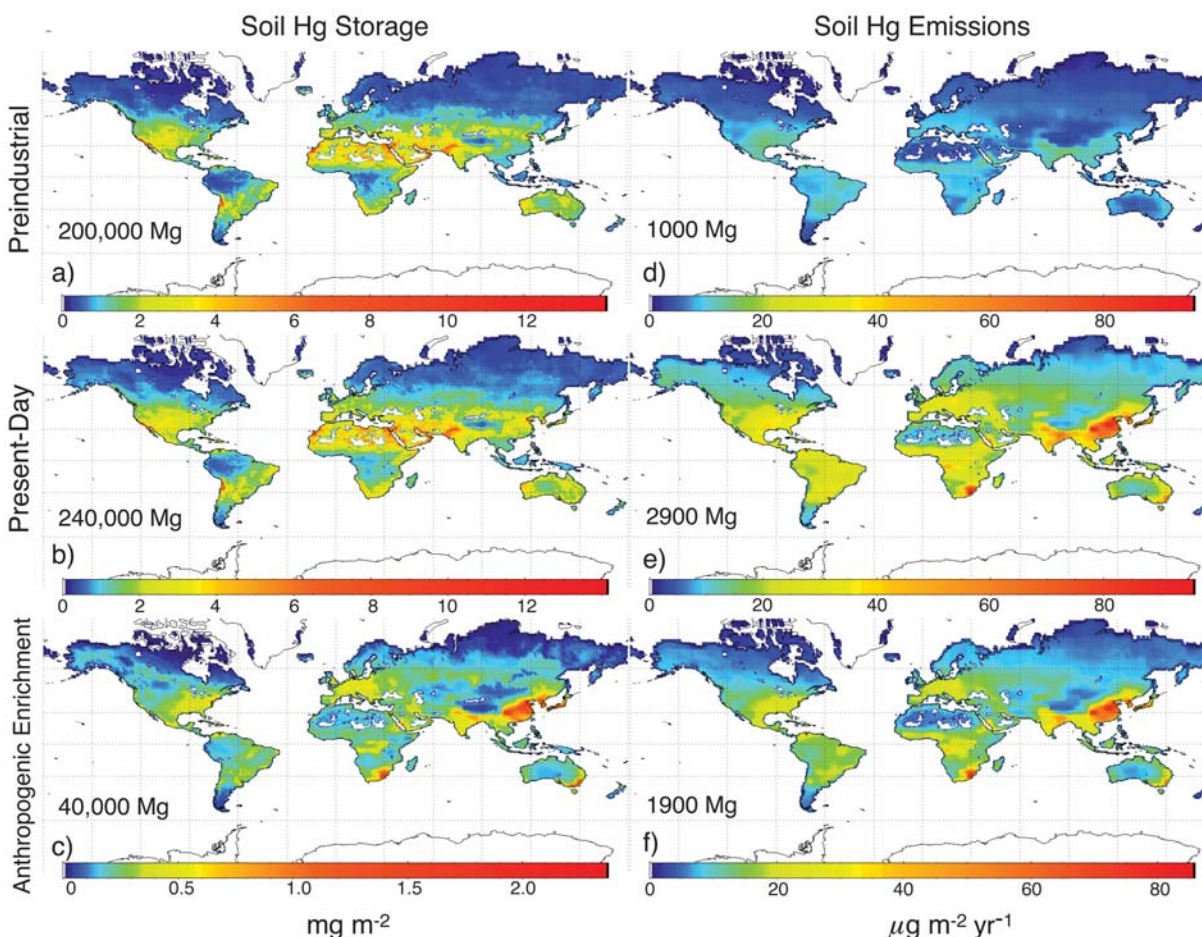 Soil Hg Storage
Soil Hg Emissions
Preindustrial
200,000 Mg
1000 Mg
a)
d)
0 2 4 6 8 10 12
0 20 40 60 80
Present-Day
240,000 Mg
2900 Mg
b)
e)
0 2 4 6 8 10 12
0 20 40 60 80
Anthropogenic Enrichment
40,000 Mg
1900 Mg
c)
f)
0 0.5 1.0 1.5 2.0
0 20 40 60 80
mg m-2
μg m-2 yr-1